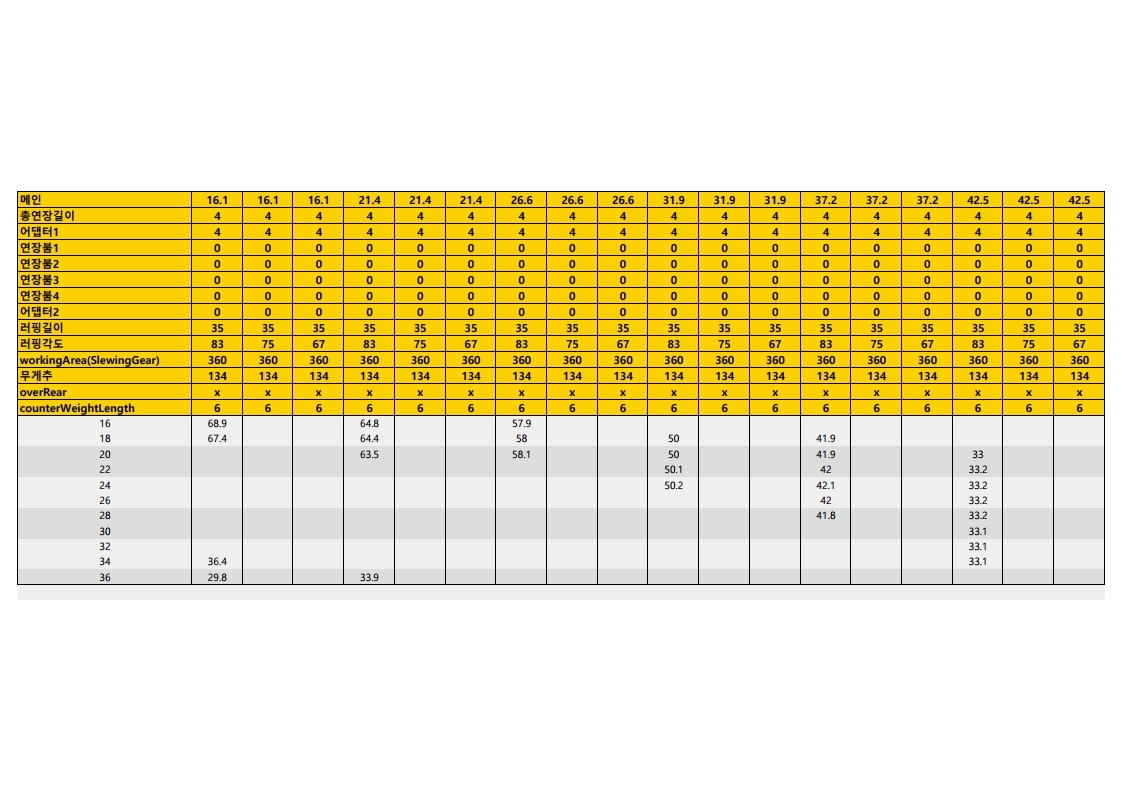 메인 16.1 16.1 16.1 21.4 21.4 21.4 26.6 26.6 26.6 31.9 31.9 31.9 37.2 37.2 37.2 42.5 42.5 42.5
총연장길이 4 4 4 4 4 4 4 4 4 4 4 4 4 4 4 4 4 4
어댑터1 4 4 4 4 4 4 4 4 4 4 4 4 4 4 4 4 4 4
연장붐1 0 0 0 0 0 0 0 0 0 0 0 0 0 0 0 0 0 0
연장붐2 0 0 0 0 0 0 0 0 0 0 0 0 0 0 0 0 0 0
연장붐3 0 0 0 0 0 0 0 0 0 0 0 0 0 0 0 0 0 0
연장붐4 0 0 0 0 0 0 0 0 0 0 0 0 0 0 0 0 0 0
어댑터2 0 0 0 0 0 0 0 0 0 0 0 0 0 0 0 0 0 0
러핑길이 35 35 35 35 35 35 35 35 35 35 35 35 35 35 35 35 35 35
러핑각도 83 75 67 83 75 67 83 75 67 83 75 67 83 75 67 83 75 67
workingArea(SlewingGear) 360 360 360 360 360 360 360 360 360 360 360 360 360 360 360 360 360 360
무게추 134 134 134 134 134 134 134 134 134 134 134 134 134 134 134 134 134 134
overRear x x x x x x x x x x x x x x x x x x
counterWeightLength 6 6 6 6 6 6 6 6 6 6 6 6 6 6 6 6 6 6
16 68.9 64.8 57.9
18 67.4 64.4 58 50 41.9
20 63.5 58.1 50 41.9 33
22 50.1 42 33.2
24 50.2 42.1 33.2
26 42 33.2
28 41.8 33.2
30 33.1
32 33.1
34 36.4 33.1
36 29.8 33.9